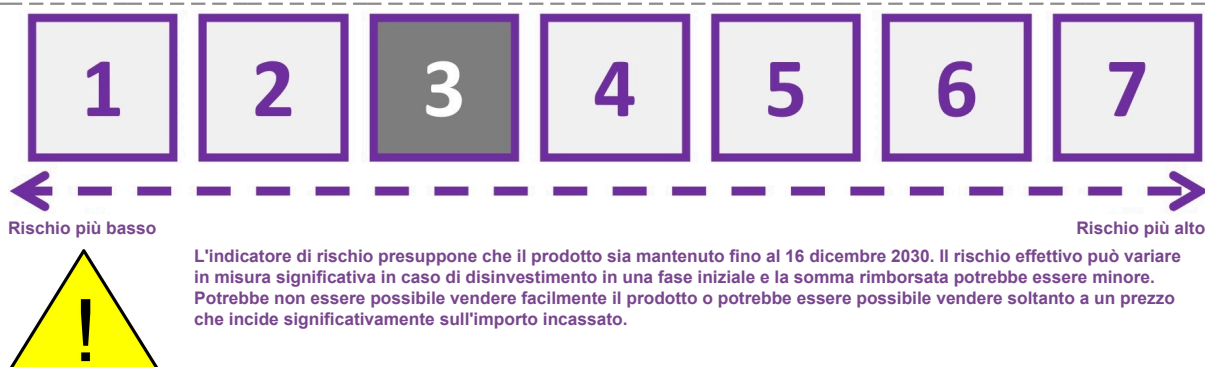 1 2 3 4 5 6 7
Rischio più basso Rischio più alto
L'indicatore di rischio presuppone che il prodotto sia mantenuto fino al 16 dicembre 2030. Il rischio effettivo può variare
in misura significativa in caso di disinvestimento in una fase iniziale e la somma rimborsata potrebbe essere minore.
Potrebbe non essere possibile vendere facilmente il prodotto o potrebbe essere possibile vendere soltanto a un prezzo
che incide significativamente sull'importo incassato.
!